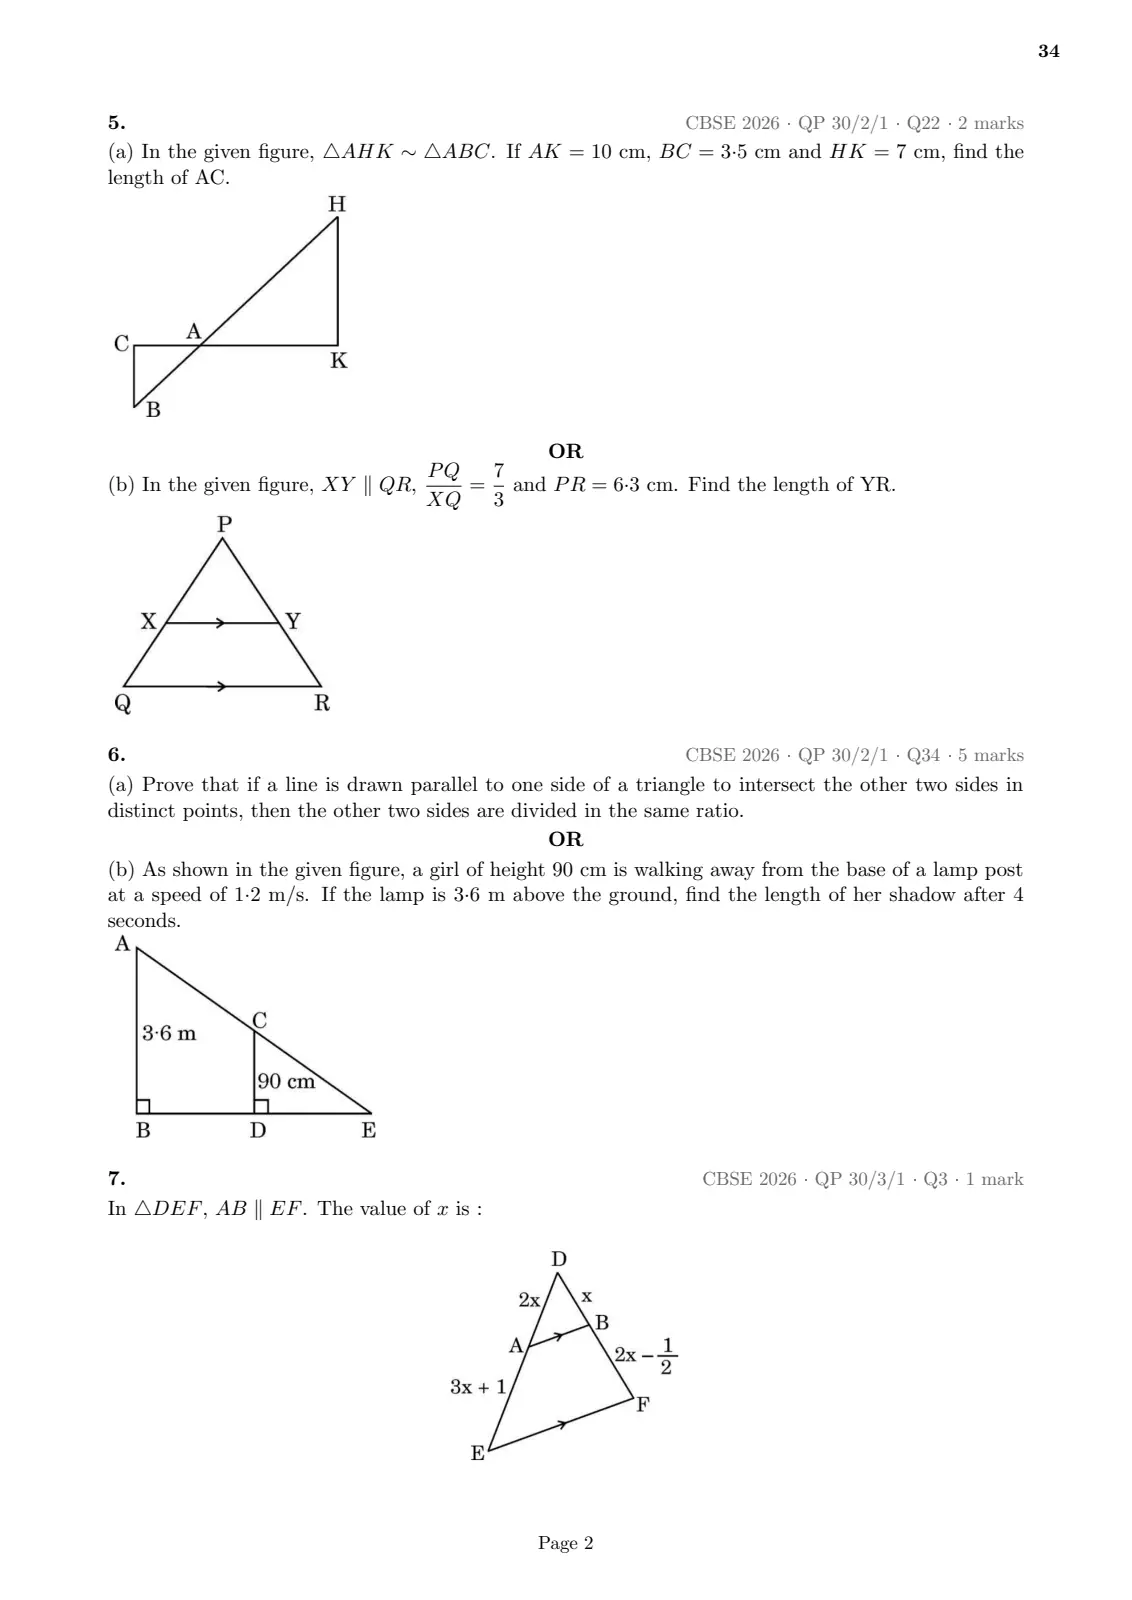 34
5. CBSE 2026 · QP 30/2/1 · Q22 · 2 marks
(a) In the given figure, △AHK ∼ △ABC. If AK = 10 cm, BC = 3·5 cm and HK = 7 cm, find the
length of AC.
H
A
C
K
B
OR
(b) In the given figure, XY ∥ QR, PQ/XQ = 7/3 and PR = 6·3 cm. Find the length of YR.
P
X Y
Q R
6. CBSE 2026 · QP 30/2/1 · Q34 · 5 marks
(a) Prove that if a line is drawn parallel to one side of a triangle to intersect the other two sides in
distinct points, then the other two sides are divided in the same ratio.
OR
(b) As shown in the given figure, a girl of height 90 cm is walking away from the base of a lamp post
at a speed of 1·2 m/s. If the lamp is 3·6 m above the ground, find the length of her shadow after 4
seconds.
A
C
3·6 m
90 cm
B D E
7. CBSE 2026 · QP 30/3/1 · Q3 · 1 mark
In △DEF, AB ∥ EF. The value of x is :
D
2x x
B
A
2x – 1/2
3x + 1
F
E
Page 2